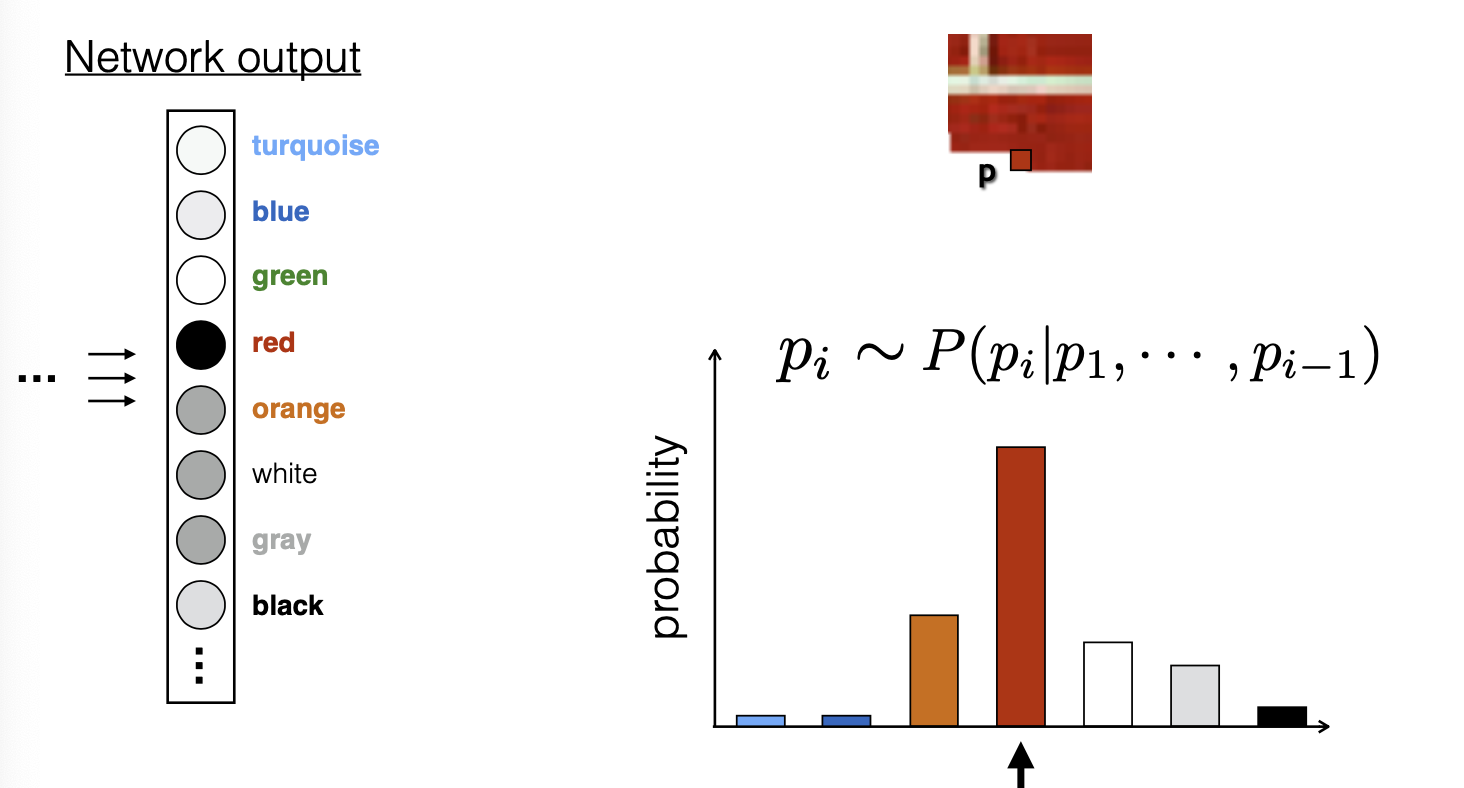 Network output
turquoise
blue
green
red
...
orange
white
gray
black
⋮
p
p_i ∼ P(p_i|p_1, ⋯ , p_{i−1})
probability